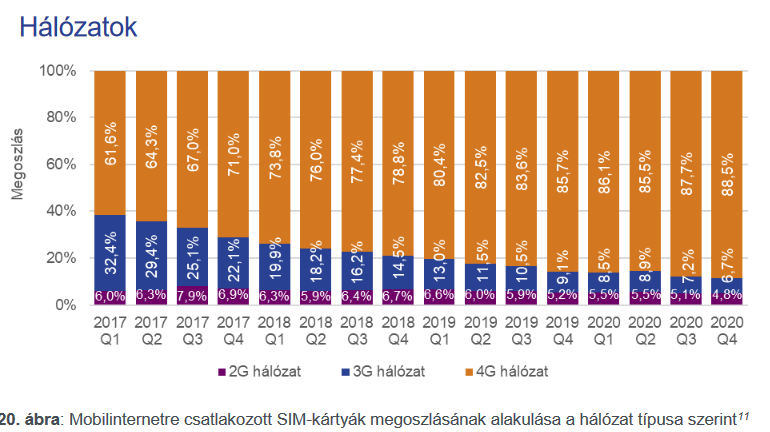 Hálózatok
100%
80%
60%
40%
20%
0%
Megoszlás
61,6% 64,3% 67,0% 71,0% 73,8% 76,0% 77,4% 78,8% 80,4% 82,5% 83,6% 85,7% 86,1% 85,5% 87,7% 88,5%
32,4% 29,4% 25,1% 22,1% 19,9% 18,2% 16,2% 14,5% 13,0% 11,5% 10,5% 9,1% 8,5% 8,9% 7,2% 6,7%
6,0% 6,3% 7,9% 6,9% 6,3% 5,9% 6,4% 6,7% 6,6% 6,0% 5,9% 5,2% 5,5% 5,5% 5,1% 4,8%
2017 2017 2017 2017 2018 2018 2018 2018 2019 2019 2019 2019 2020 2020 2020 2020
Q1 Q2 Q3 Q4 Q1 Q2 Q3 Q4 Q1 Q2 Q3 Q4 Q1 Q2 Q3 Q4
2G hálózat 3G hálózat 4G hálózat
20. ábra: Mobilinternetre csatlakozott SIM-kártyák megoszlásának alakulása a hálózat típusa szerint11